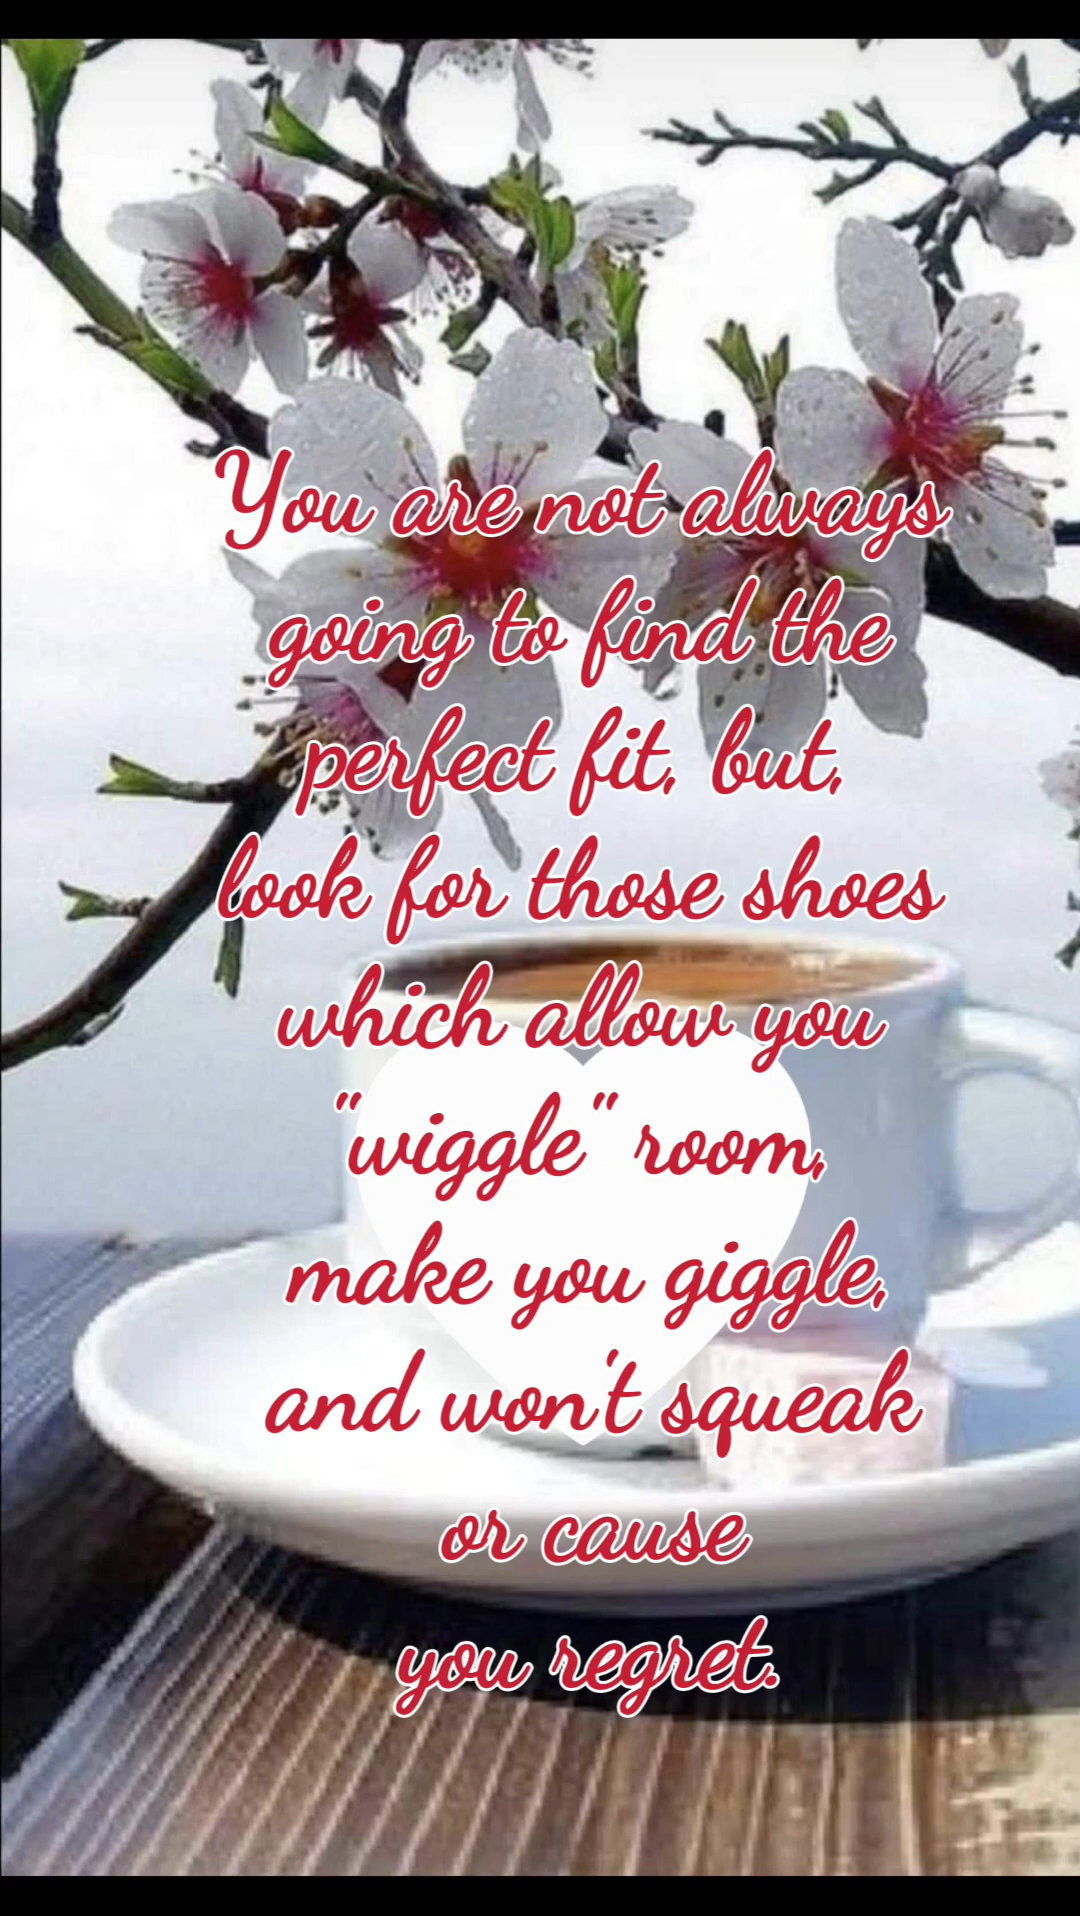 You are not always
going to find the
perfect fit, but,
look for those shoes
which allow you
"wiggle" room,
make you giggle,
and won't squeak
or cause
you regret.